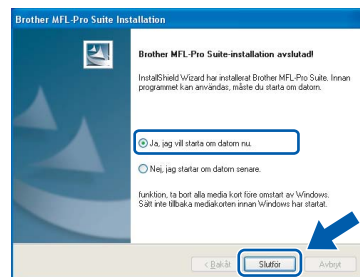 Brother MFL-Pro Suite Installation
Brother MFL-Pro Suite-installation avslutad!
InstallShield Wizard har installerat Brother MFL-Pro Suite. Innan
programmet kan användas, måste du starta om datorn.
Ja, jag vill starta om datorn nu.
Nej, jag startar om datorn senare.
funktion, ta bort alla media kort före omstart av Windows.
Sätt inte tillbaka mediakorten innan Windows har startat.
< Bakåt
Slutför
Avbryt